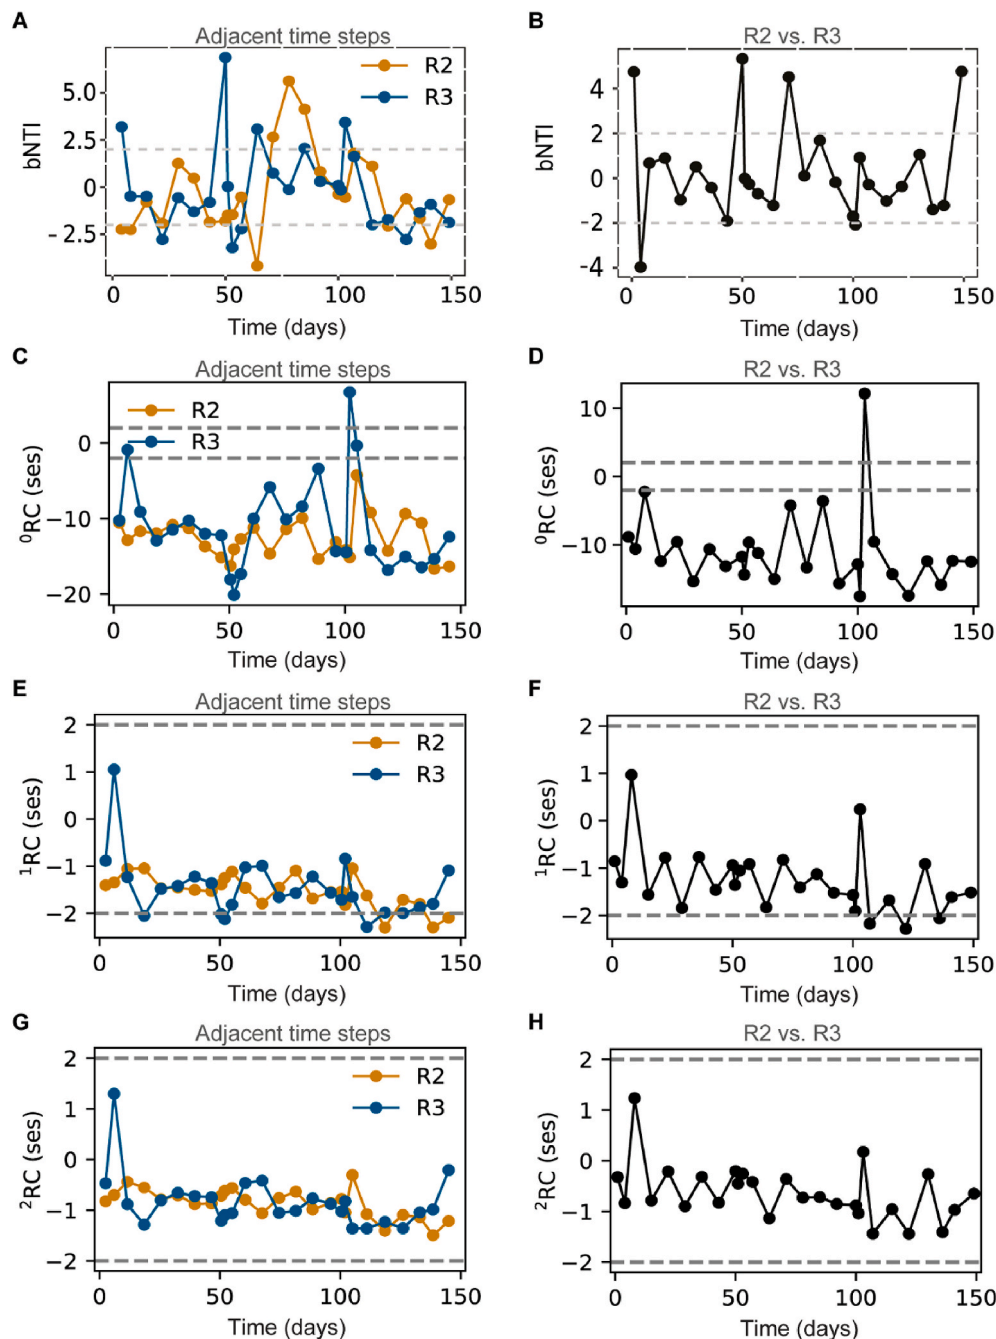 A
Adjacent time steps
R2
R3
5.0
2.5
0
−2.5
bNTI
0 50 100 150
Time (days)
B
R2 vs. R3
4
2
0
-2
-4
bNTI
0 50 100 150
Time (days)
C
Adjacent time steps
R2
R3
0
−10
−20
⁰RC (ses)
0 50 100 150
Time (days)
D
R2 vs. R3
10
0
−10
⁰RC (ses)
0 50 100 150
Time (days)
E
Adjacent time steps
R2
R3
2
1
0
−1
−2
¹RC (ses)
0 50 100 150
Time (days)
F
R2 vs. R3
2
1
0
−1
−2
¹RC (ses)
0 50 100 150
Time (days)
G
Adjacent time steps
R2
R3
2
1
0
−1
−2
²RC (ses)
0 50 100 150
Time (days)
H
R2 vs. R3
2
1
0
−1
−2
²RC (ses)
0 50 100 150
Time (days)